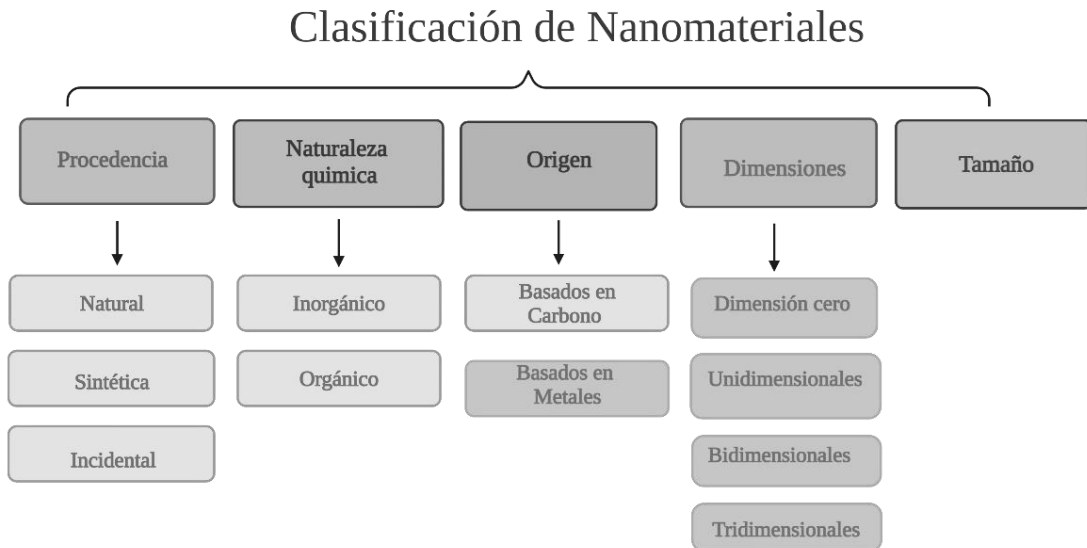 Clasificación de Nanomateriales
Procedencia
Naturaleza
quimica
Origen
Dimensiones
Tamaño
Natural
Sintética
Incidental
Inorgánico
Orgánico
Basados en
Carbono
Basados en
Metales
Dimensión cero
Unidimensionales
Bidimensionales
Tridimensionales